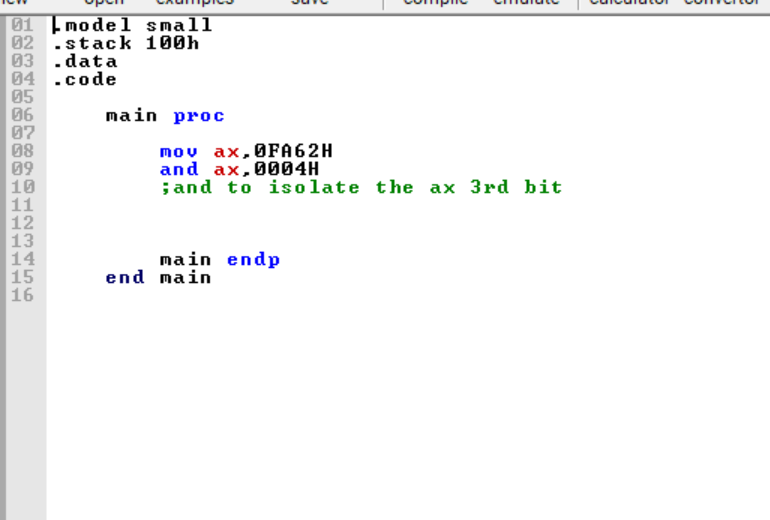 new open examples save compile emulate calculator convertor
01 .model small
02 .stack 100h
03 .data
04 .code
05
06 main proc
07
08 mov ax,0FA62H
09 and ax,0004H
10 ;and to isolate the ax 3rd bit
11
12
13
14 main endp
15 end main
16